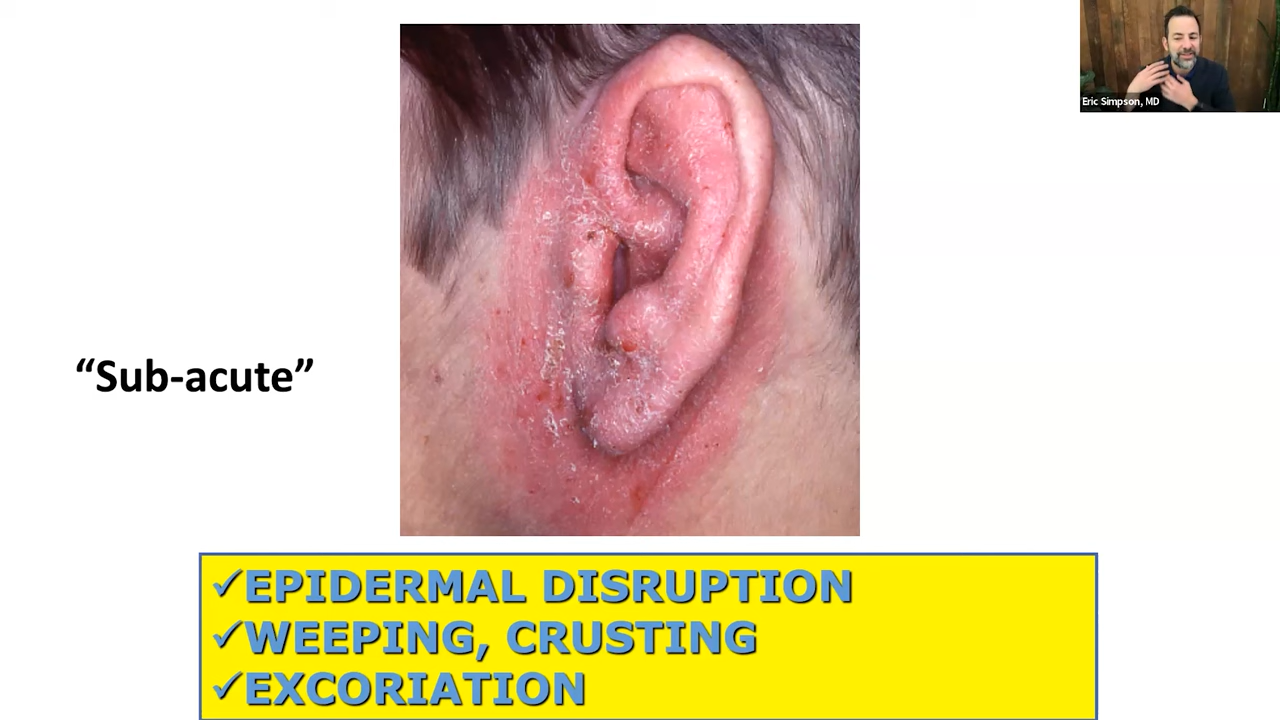 Eric Simpson, MD
“Sub-acute”
✓EPIDERMAL DISRUPTION
✓WEEPING, CRUSTING
✓EXCORIATION